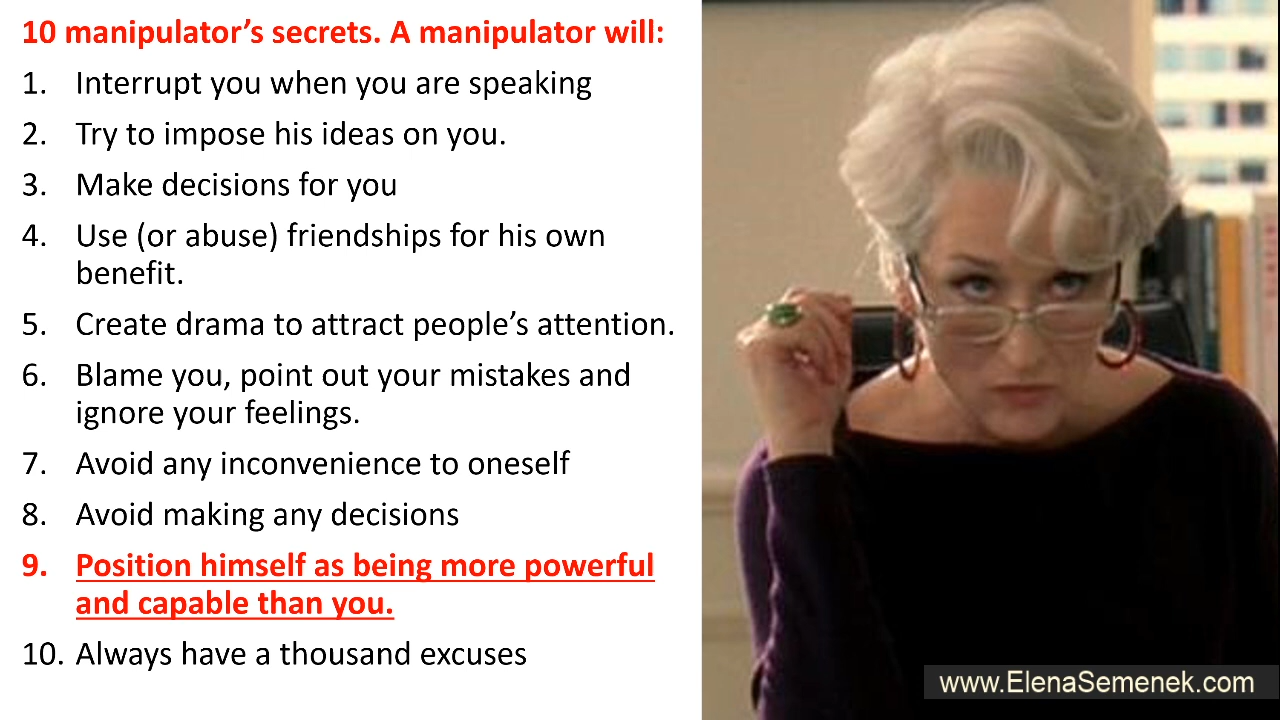 10 manipulator’s secrets. A manipulator will:
1. Interrupt you when you are speaking
2. Try to impose his ideas on you.
3. Make decisions for you
4. Use (or abuse) friendships for his own
benefit.
5. Create drama to attract people’s attention.
6. Blame you, point out your mistakes and
ignore your feelings.
7. Avoid any inconvenience to oneself
8. Avoid making any decisions
9. Position himself as being more powerful
and capable than you.
10. Always have a thousand excuses
www.ElenaSemenek.com